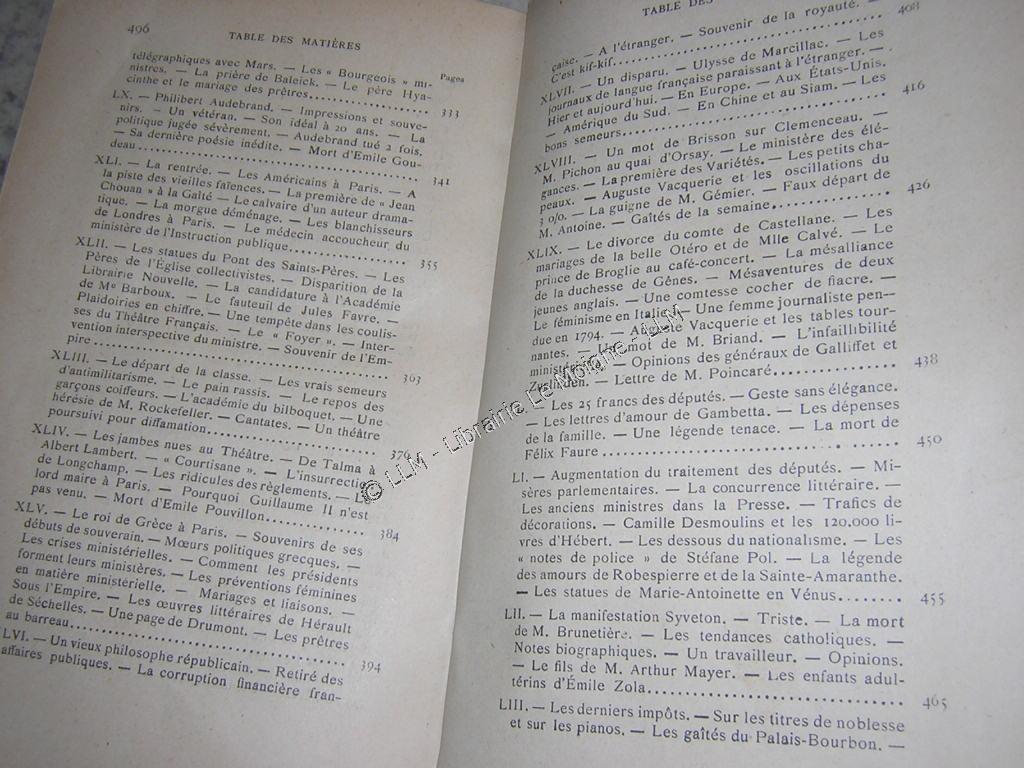 496
TABLE DES MATIÈRES
Pages
télégraphiques avec Mars. — Les « Bourgeois » mi-
nistres. — La prière de Baleick. — Le père Hya-
cinthe et le mariage des prêtres 333
LX. — Philibert Audebrand. — Impressions et souve-
nirs. — Un vétéran. — Son idéal à 20 ans. — La
politique jugée sévèrement. — Audebrand tué 2 fois.
— Sa dernière poésie inédite. — Mort d'Emile Gou-
deau 341
XLI. — La rentrée. — Les Américains à Paris. — A
la piste des vieilles faïences. — La première de « Jean
Chouan » à la Gaîté — Le calvaire d'un auteur drama-
tique. — La morgue déménage. — Les blanchisseurs
de Londres à Paris. — Le médecin accoucheur du
ministère de l'Instruction publique 355
XLII. — Les statues du Pont des Saints-Pères. — Les
Pères de l'Église collectivistes. — Disparition de la
Librairie Nouvelle. — La candidature à l'Académie
de Me Barboux. — Le fauteuil de Jules Favre. —
Plaidoiries en chiffre. — Une tempête dans les coulis-
ses du Théâtre Français. — Le « Foyer ». — Inter-
vention interspective du ministre. — Souvenir de l'Em-
pire 363
XLIII. — Le départ de la classe. — Les vrais semeurs
d'antimilitarisme. — Le pain rassis. — Le repos des
garçons coiffeurs. — L'académie du bilboquet. — Une
hérésie de M. Rockefeller. — Cantates. — Un théâtre
poursuivi pour diffamation 376
XLIV. — Les jambes nues au Théâtre. — De Talma à
Albert Lambert. — « Courtisane ». — L'insurrection
de Longchamp. — Les ridicules des règlements. — Le
lord maire à Paris. — Pourquoi Guillaume II n'est
pas venu. — Mort d'Emile Pouvillon 384
XLV. — Le roi de Grèce à Paris. — Souvenirs de ses
débuts de souverain. — Mœurs politiques grecques. —
Les crises ministérielles. — Comment les présidents
forment leurs ministères. — Les préventions féminines
en matière ministérielle. — Mariages et liaisons. —
Sous l'Empire. — Les œuvres littéraires de Hérault
de Séchelles. — Une page de Drumont. — Les prêtres
au barreau 394
LVI. — Un vieux philosophe républicain. — Retiré des
affaires publiques. — La corruption financière fran-
TABLE DES
çaise. — A l'étranger. — Souvenir de la royauté. —
C'est kif-kif 408
XLVII. — Un disparu. — Ulysse de Marcillac. — Les
journaux de langue française paraissant à l'étranger. —
Hier et aujourd'hui. — En Europe. — Aux États-Unis.
— Amérique du Sud. — En Chine et au Siam. — Les
bons semeurs 416
XLVIII. — Un mot de Brisson sur Clemenceau. —
M. Pichon au quai d'Orsay. — Le ministère des élé-
gances. — La première des Variétés. — Les petits cha-
peaux. — Auguste Vacquerie et les oscillations du
3 o/o. — La guigne de M. Gémier. — Faux départ de
M. Antoine. — Gaîtés de la semaine 426
XLIX. — Le divorce du comte de Castellane. — Les
mariages de la belle Otéro et de Mlle Calvé. — Le
prince de Broglie au café-concert. — La mésalliance
de la duchesse de Gênes. — Mésaventures de deux
jeunes anglais. — Une comtesse cocher de fiacre. —
Le féminisme en Italie. — Une femme journaliste pen-
due en 1794. — Auguste Vacquerie et les tables tour-
nantes. — Un mot de M. Briand. — L'infaillibilité
ministérielle. — Opinions des généraux de Galliffet et
Zurlinden. — Lettre de M. Poincaré 438
— Les 25 francs des députés. — Geste sans élégance.
— Les lettres d'amour de Gambetta. — Les dépenses
de la famille. — Une légende tenace. — La mort de
Félix Faure 450
LI. — Augmentation du traitement des députés. — Mi-
sères parlementaires. — La concurrence littéraire. —
Les anciens ministres dans la Presse. — Trafics de
décorations. — Camille Desmoulins et les 120.000 li-
vres d'Hébert. — Les dessous du nationalisme. — Les
« notes de police » de Stéfane Pol. — La légende
des amours de Robespierre et de la Sainte-Amaranthe.
— Les statues de Marie-Antoinette en Vénus 455
LII. — La manifestation Syveton. — Triste. — La mort
de M. Brunetière. — Les tendances catholiques. —
Notes biographiques. — Un travailleur. — Opinions.
— Le fils de M. Arthur Mayer. — Les enfants adul-
térins d'Émile Zola 465
LIII. — Les derniers impôts. — Sur les titres de noblesse
et sur les pianos. — Les gaîtés du Palais-Bourbon. —
© LLM - Librairie Le Moigne - LLM